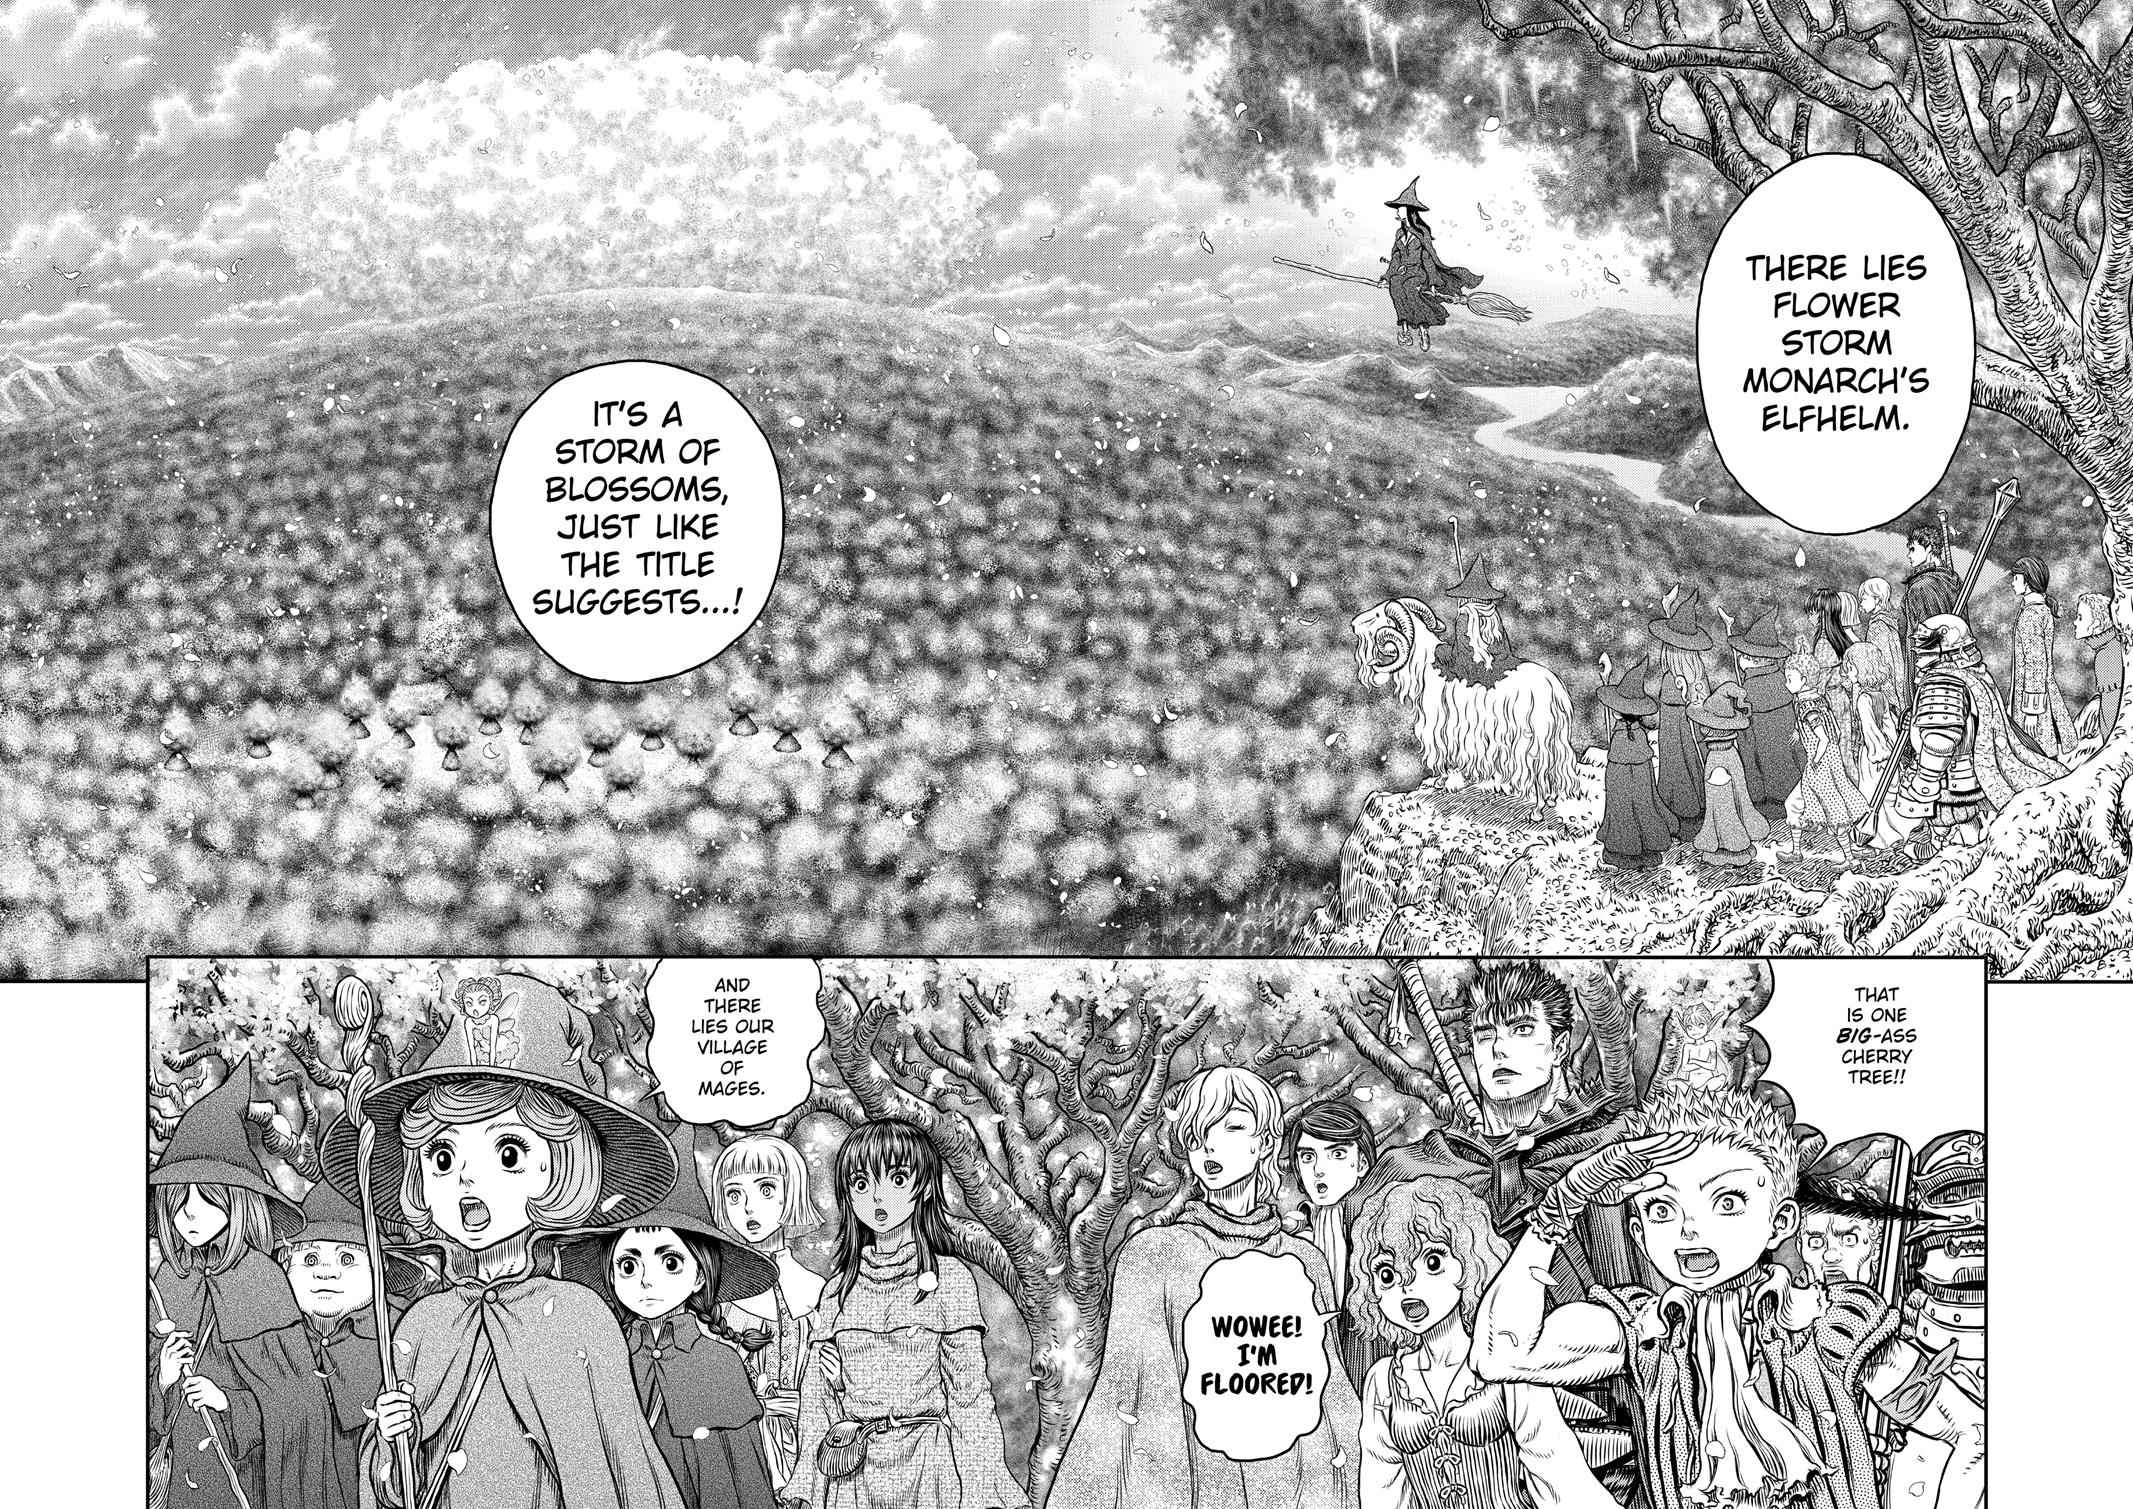 THERE LIES
FLOWER
STORM
MONARCH'S
ELFHELM.
IT'S A
STORM OF
BLOSSOMS,
JUST LIKE
THE TITLE
SUGGESTS...!
THAT
IS ONE
BIG-ASS
CHERRY
TREE!!
WOWEE!
I'M
FLOORED!
AND
THERE
LIES OUR
VILLAGE
OF
MAGES.